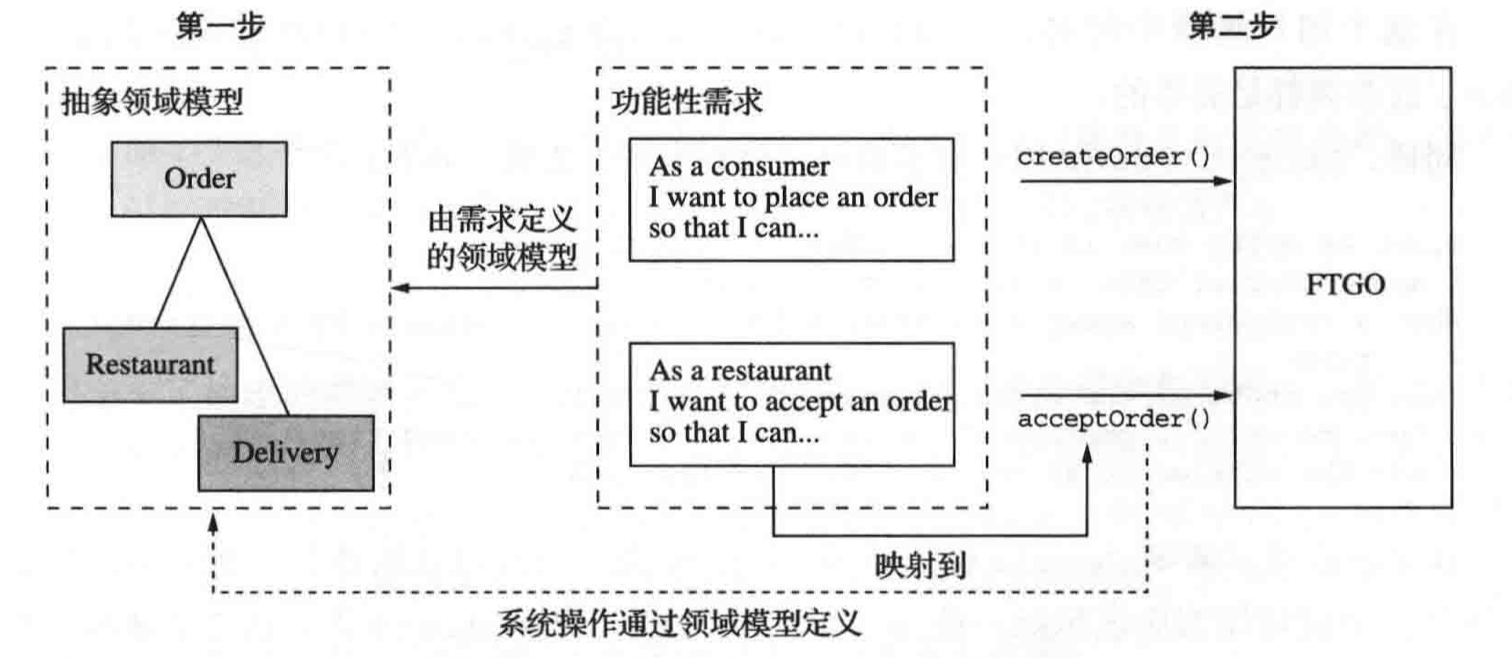 第一步
第二步
抽象领域模型
Order
Restaurant
Delivery
由需求定义
的领域模型
功能性需求
As a consumer
I want to place an order
so that I can...
As a restaurant
I want to accept an order
so that I can...
createOrder()
acceptOrder()
FTGO
映射到
系统操作通过领域模型定义